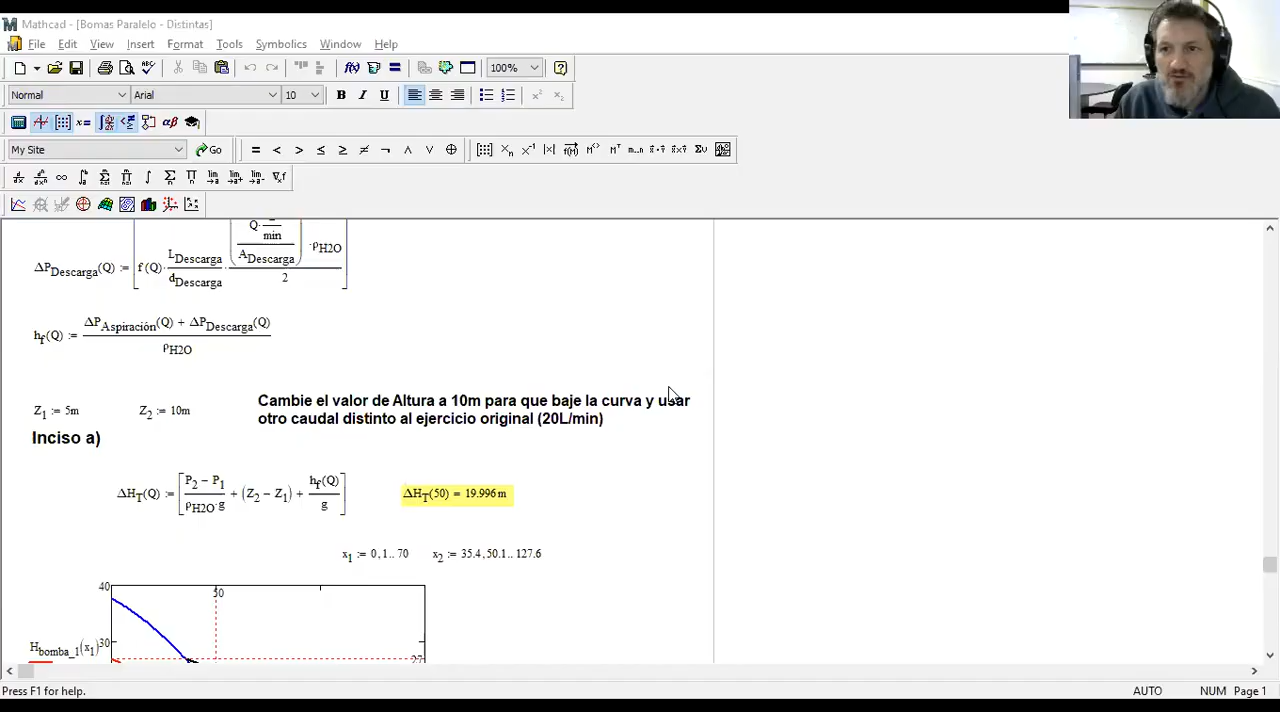 Mathcad - [Bomas Paralelo - Distintas]
File Edit View Insert Format Tools Symbolics Window Help
100%
Normal Arial 10 B I U
My Site Go
ΔP_Descarga(Q) := [f(Q)·L_Descarga/d_Descarga·(Q·/min/A_Descarga)·ρ_H2O/2]
h_f(Q) := ΔP_Aspiración(Q) + ΔP_Descarga(Q)/ρ_H2O
Z_1 := 5m Z_2 := 10m
Cambie el valor de Altura a 10m para que baje la curva y usar
otro caudal distinto al ejercicio original (20L/min)
Inciso a)
ΔH_T(Q) := [P_2 − P_1/ρ_H2O·g + (Z_2 − Z_1) + h_f(Q)/g] ΔH_T(50) = 19.996 m
x_1 := 0,1.. 70 x_2 := 35.4,50.1.. 127.6
40
50
H_bomba_1(x_1)
30
27
Press F1 for help. AUTO NUM Page 1